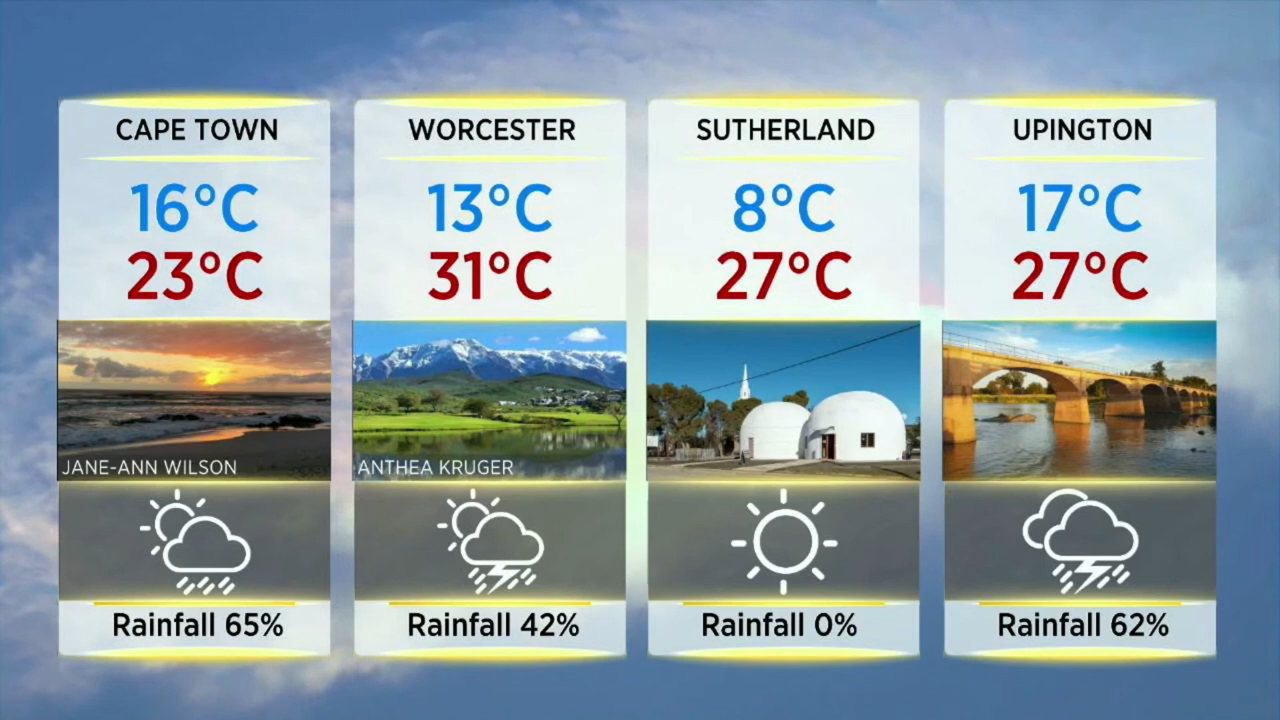 CAPE TOWN
16°C
23°C
JANE-ANN WILSON
Rainfall 65%
WORCESTER
13°C
31°C
ANTHEA KRUGER
Rainfall 42%
SUTHERLAND
8°C
27°C
Rainfall 0%
UPINGTON
17°C
27°C
Rainfall 62%